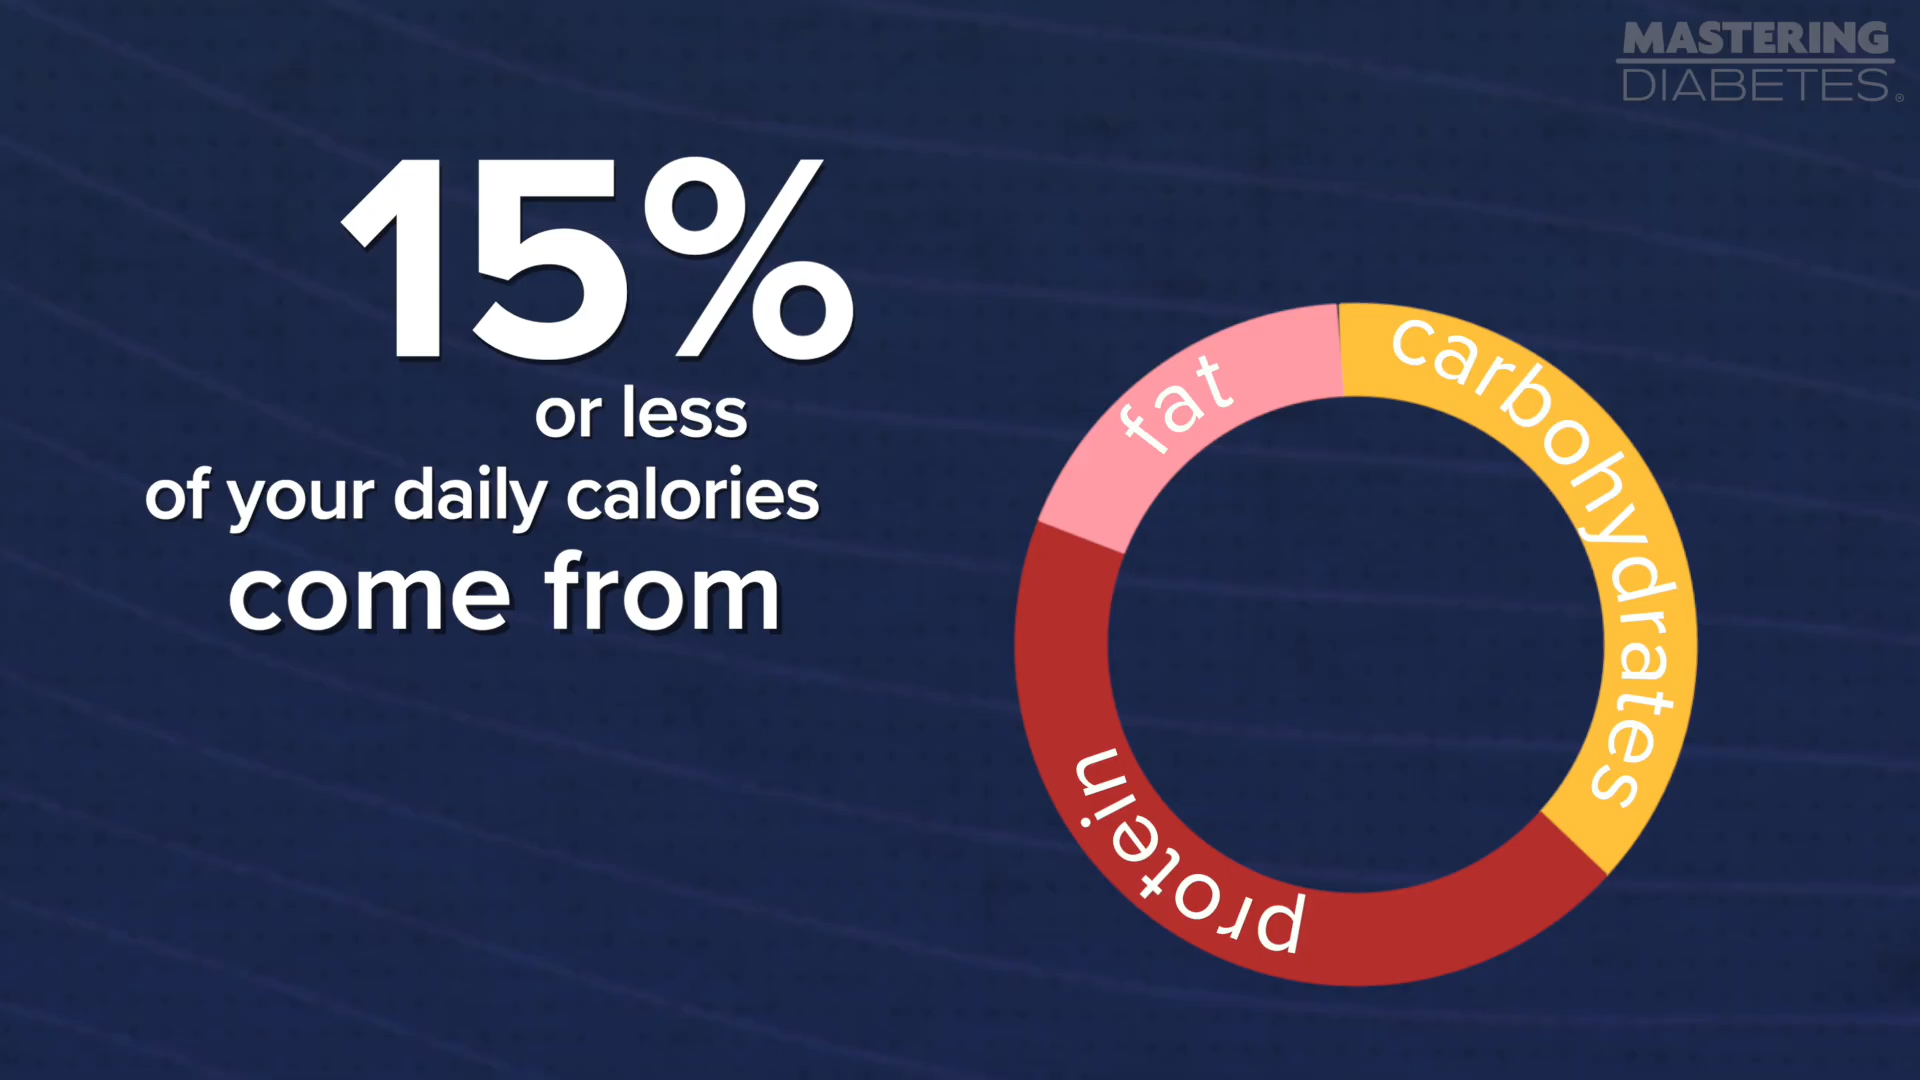 MASTERING
DIABETES®
15%
or less
of your daily calories
come from
fat
carbohydrates
protein